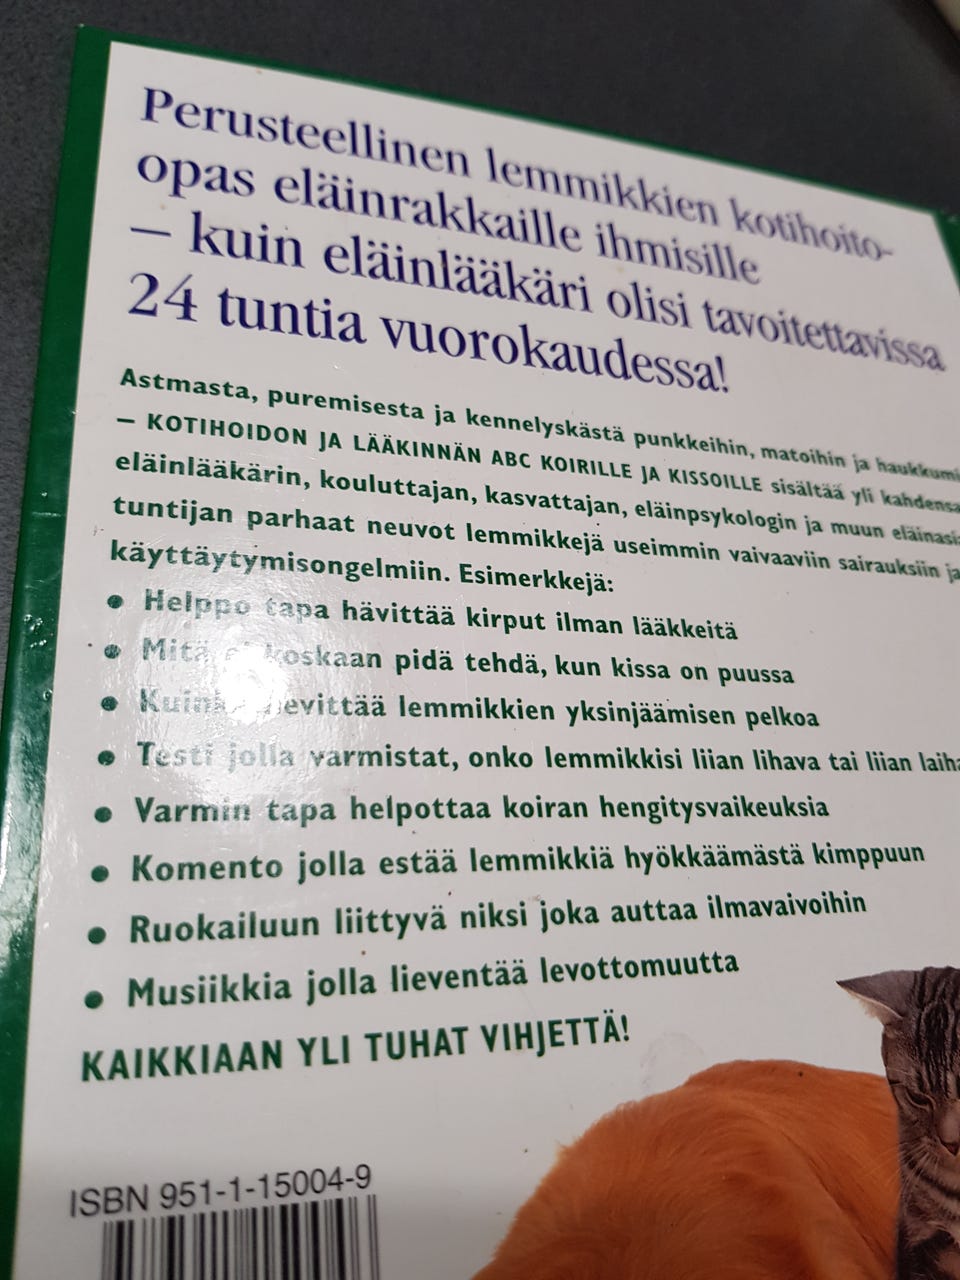 Perusteellinen lemmikkien kotihoito-
opas eläinrakkaille ihmisille
– kuin eläinlääkäri olisi tavoitettavissa
24 tuntia vuorokaudessa!
Astmasta, puremisesta ja kennelyskästä punkkeihin, matoihin ja
– KOTIHOIDON JA LÄÄKINNÄN ABC KOIRILLE JA KISSOILLE sisältää yli
eläinlääkärin, kouluttajan, kasvattajan, eläinpsykologin ja muun
tuntijan parhaat neuvot lemmikkejä useimmin vaivaaviin sairauksiin ja
käyttäytymisongelmiin. Esimerkkejä:
• Helppo tapa hävittää kirput ilman lääkkeitä
• Mitä ei koskaan pidä tehdä, kun kissa on puussa
• Kuinka lievittää lemmikkien yksinjäämisen pelkoa
• Testi jolla varmistat, onko lemmikkisi liian lihava tai liian
• Varmin tapa helpottaa koiran hengitysvaikeuksia
• Komento jolla estää lemmikkiä hyökkäämästä kimppuun
• Ruokailuun liittyvä niksi joka auttaa ilmavaivoihin
• Musiikkia jolla lieventää levottomuutta
KAIKKIAAN YLI TUHAT VIHJETTÄ!
ISBN 951-1-15004-9